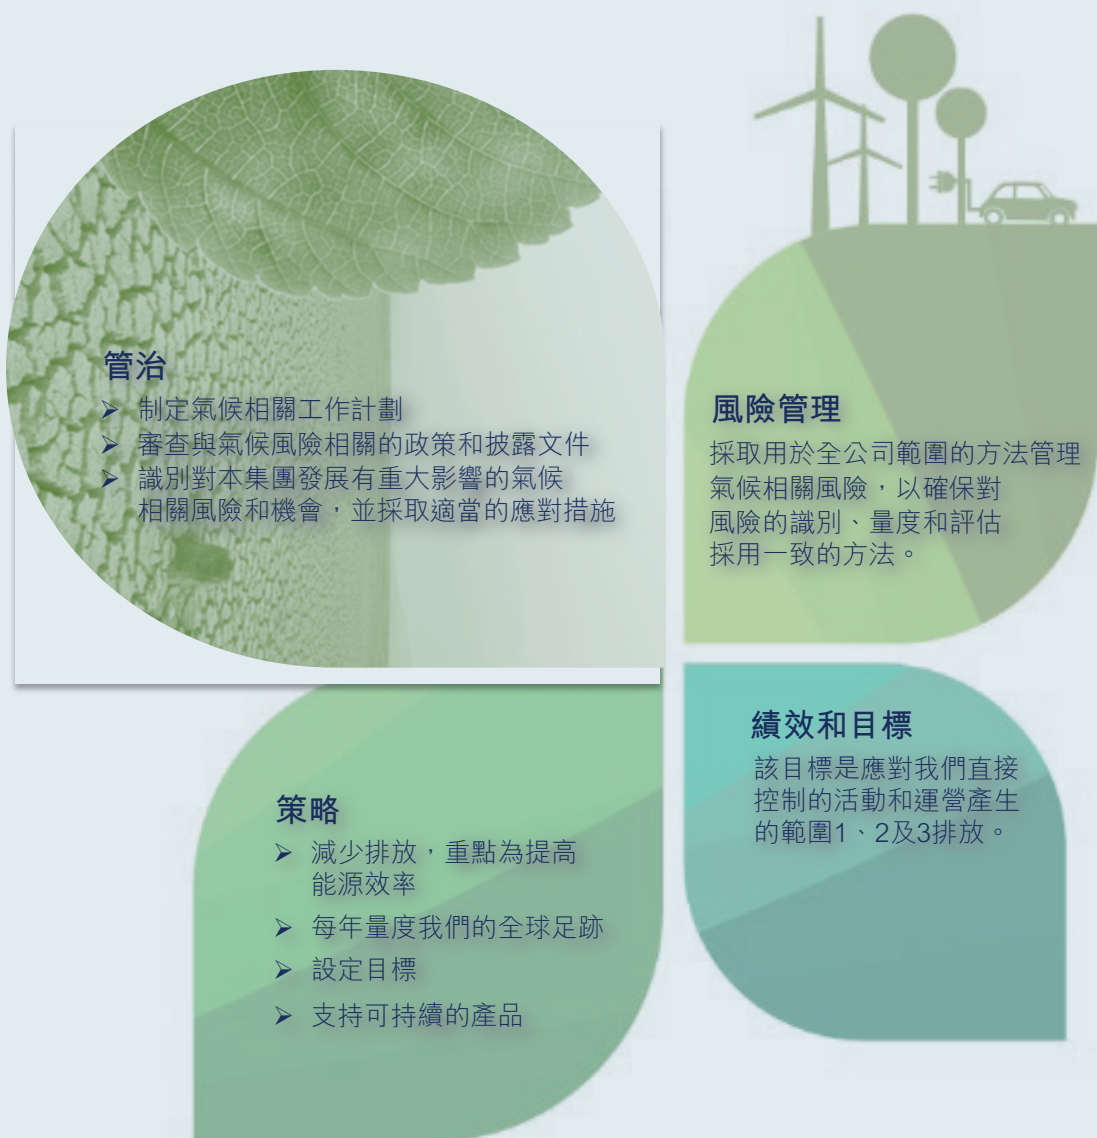 管治
➢ 制定氣候相關工作計劃
➢ 審查與氣候風險相關的政策和披露文件
➢ 識別對本集團發展有重大影響的氣候
相關風險和機會，並採取適當的應對措施
風險管理
採取用於全公司範圍的方法管理
氣候相關風險，以確保對
風險的識別、量度和評估
採用一致的方法。
策略
➢ 減少排放，重點為提高
能源效率
➢ 每年量度我們的全球足跡
➢ 設定目標
➢ 支持可持續的產品
績效和目標
該目標是應對我們直接
控制的活動和運營產生
的範圍1、2及3排放。